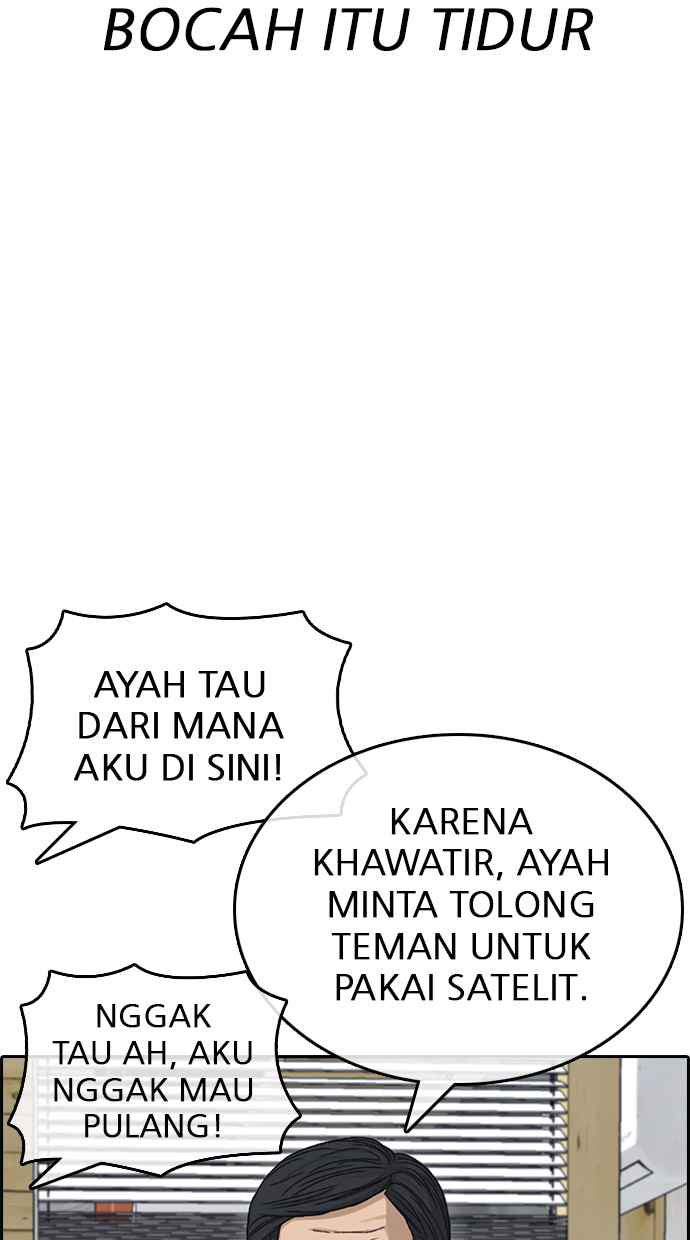 BOCAH ITU TIDUR
AYAH TAU
DARI MANA
AKU DI SINI!
KARENA
KHAWATIR, AYAH
MINTA TOLONG
TEMAN UNTUK
PAKAI SATELIT.
NGGAK
TAU AH, AKU
NGGAK MAU
PULANG!